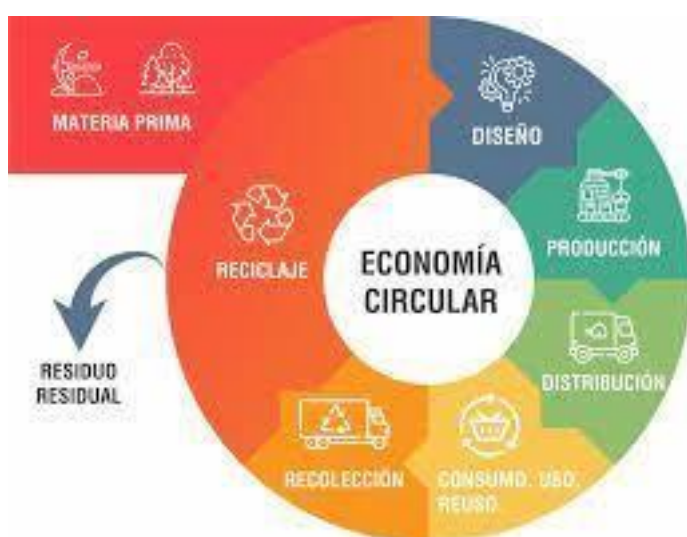 MATERIA PRIMA
DISEÑO
PRODUCCIÓN
DISTRIBUCIÓN
CONSUMO. USO.
REUSO
RECOLECCIÓN
RECICLAJE
ECONOMÍA
CIRCULAR
RESIDUO
RESIDUAL